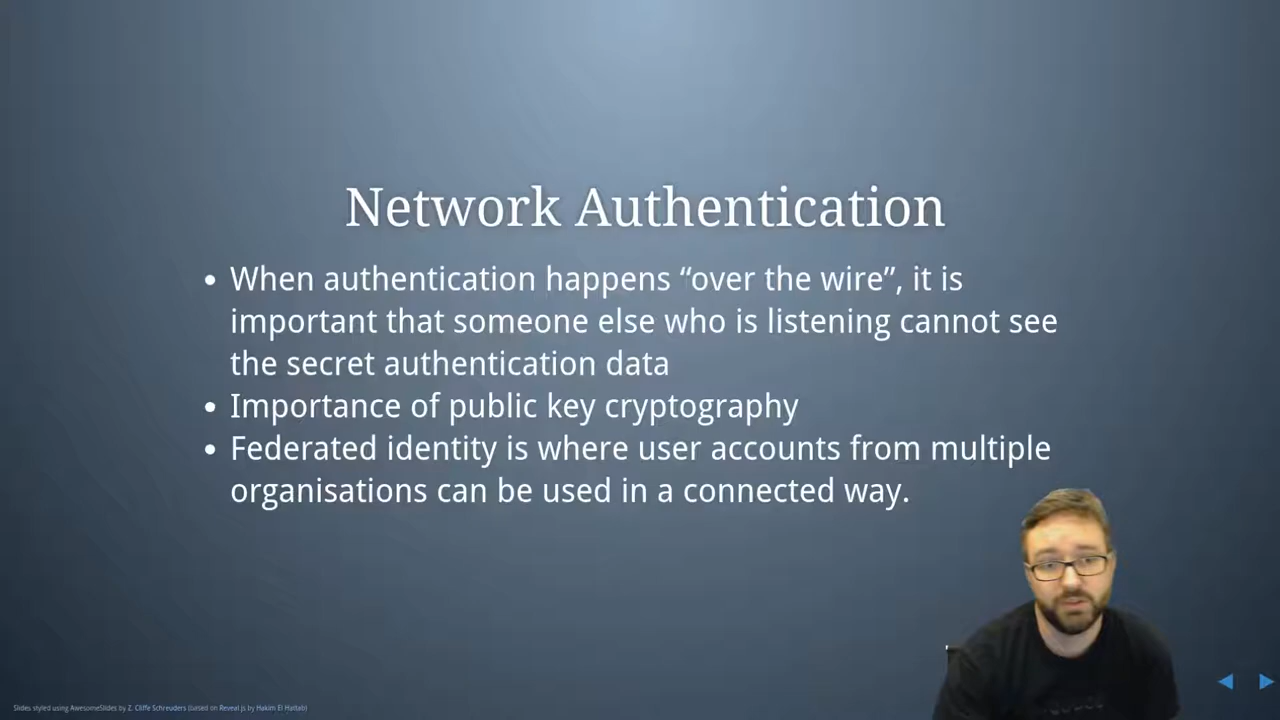 Network Authentication
• When authentication happens “over the wire”, it is
important that someone else who is listening cannot see
the secret authentication data
• Importance of public key cryptography
• Federated identity is where user accounts from multiple
organisations can be used in a connected way.
Slides styled using AwesomeSlides by Z. Cliffe Schreuders (based on Reveal.js by Hakim El Hattab)